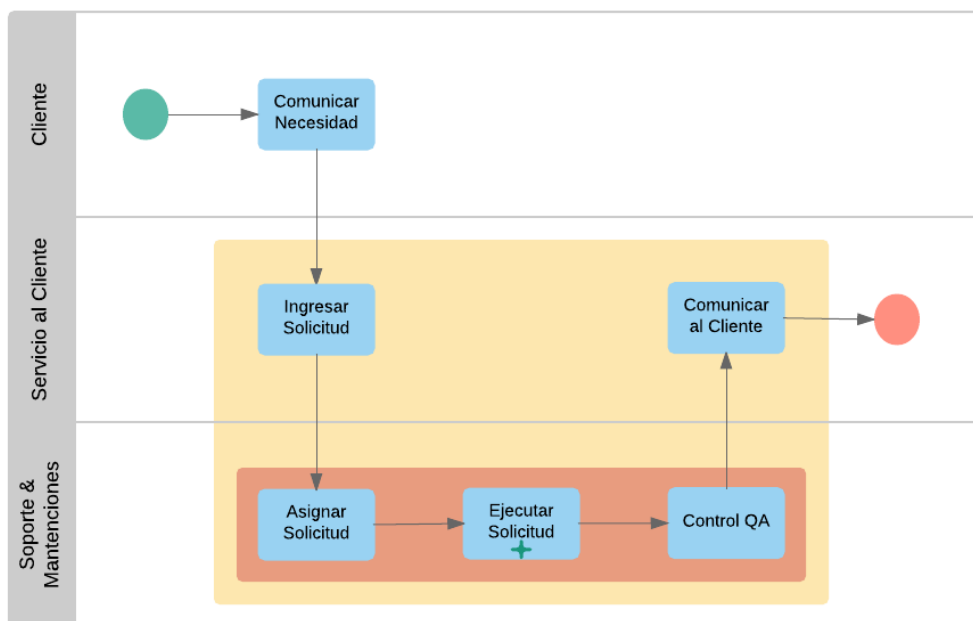 Cliente
Comunicar
Necesidad
Servicio al Cliente
Ingresar
Solicitud
Comunicar
al Cliente
Soporte &
Mantenciones
Asignar
Solicitud
Ejecutar
Solicitud
Control QA